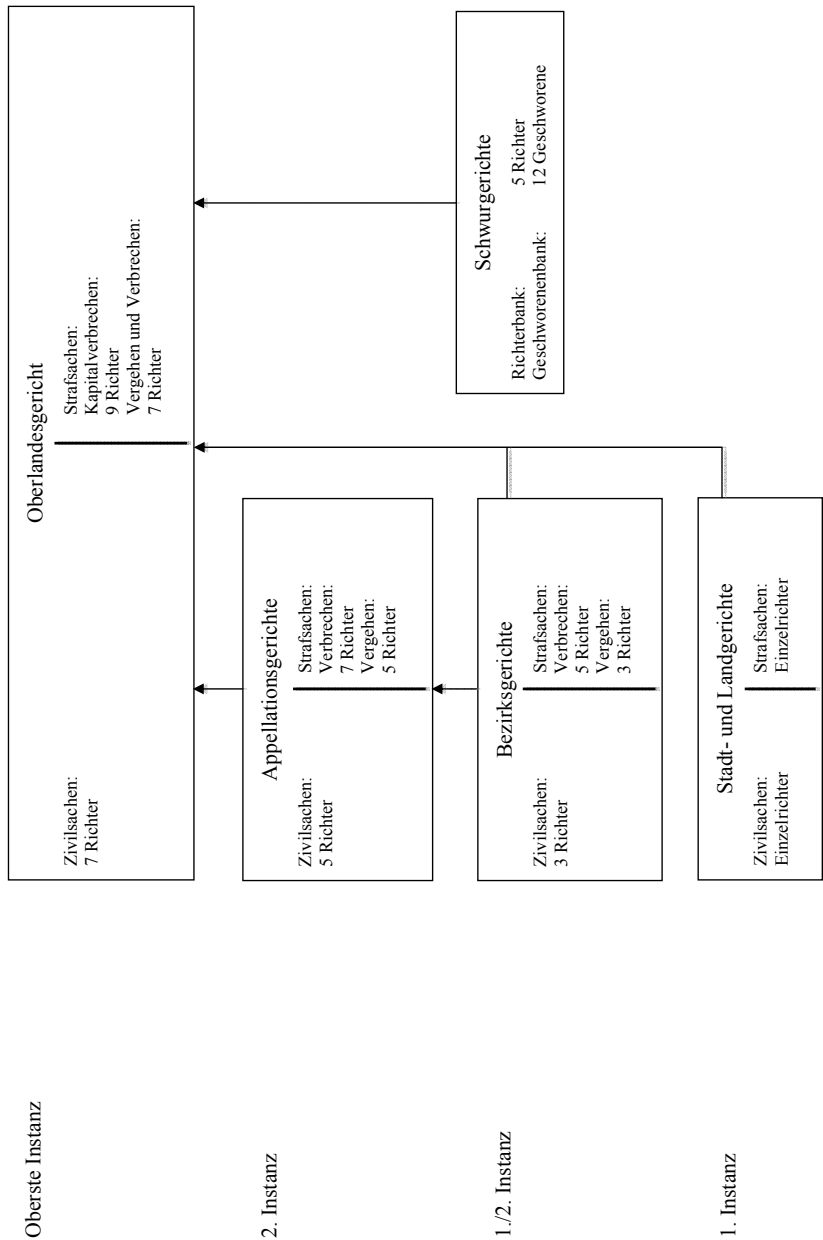 Oberste Instanz
Oberlandesgericht
Zivilsachen:
7 Richter
Strafsachen:
Kapitalverbrechen:
9 Richter
Vergehen und Verbrechen:
7 Richter
2. Instanz
Appellationsgerichte
Zivilsachen:
5 Richter
Strafsachen:
Verbrechen:
7 Richter
Vergehen:
5 Richter
1./2. Instanz
Bezirksgerichte
Zivilsachen:
3 Richter
Strafsachen:
Verbrechen:
5 Richter
Vergehen:
3 Richter
Schwurgerichte
Richterbank: 5 Richter
Geschworenenbank: 12 Geschworene
1. Instanz
Stadt- und Landgerichte
Zivilsachen:
Einzelrichter
Strafsachen:
Einzelrichter